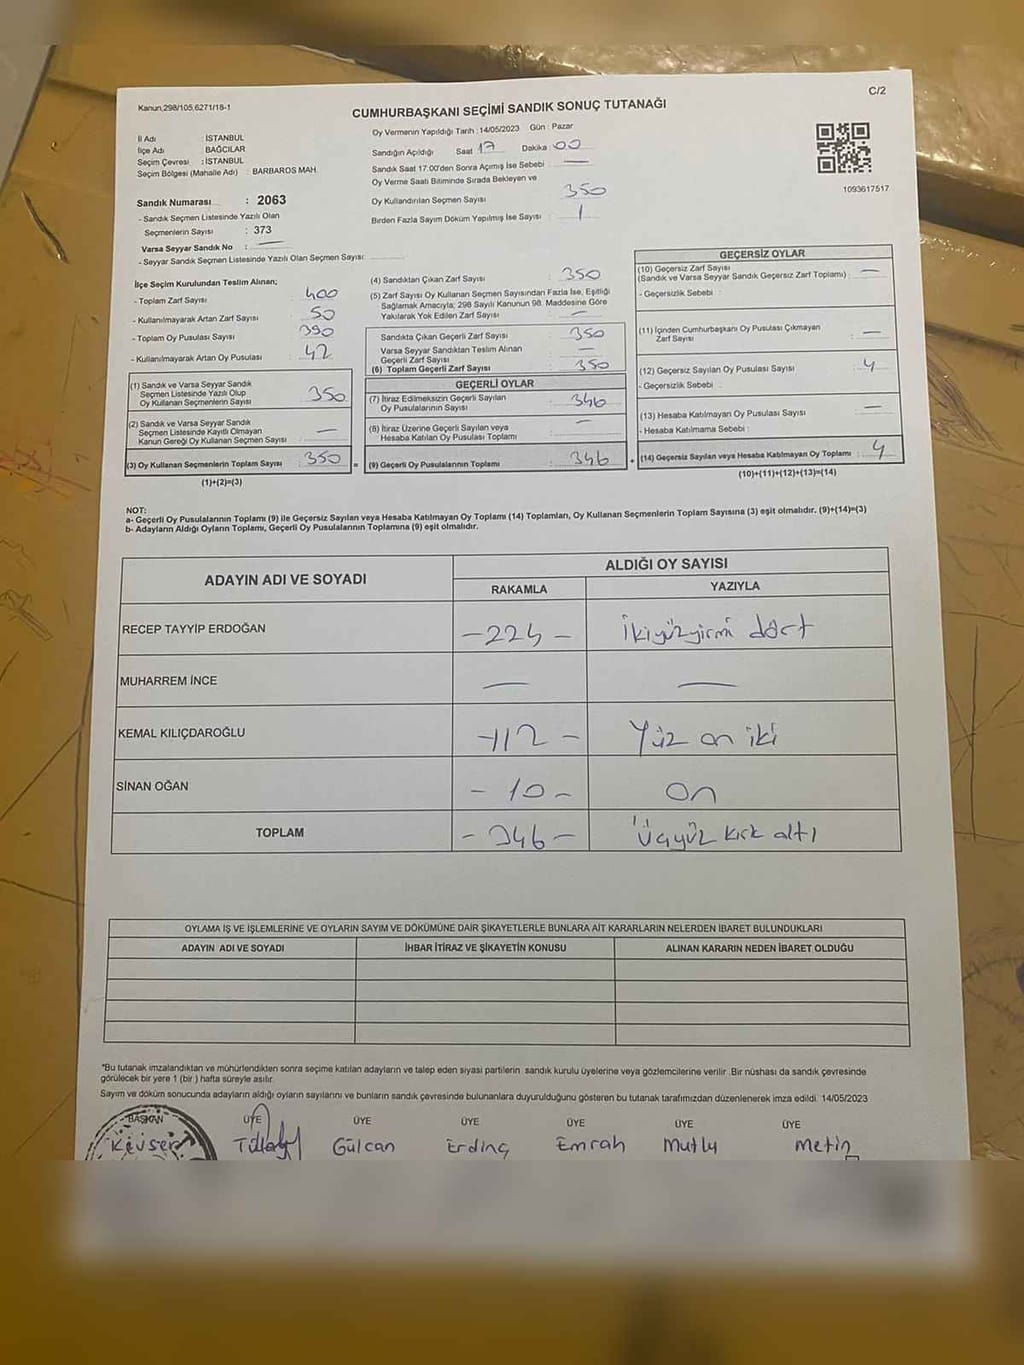 Kanun,298/105,6271/18-1
C/2
CUMHURBAŞKANI SEÇİMİ SANDIK SONUÇ TUTANAĞI
İl Adı : İSTANBUL
İlçe Adı : BAĞCILAR
Seçim Çevresi : İSTANBUL
Seçim Bölgesi (Mahalle Adı) : BARBAROS MAH.
Sandık Numarası : 2063
- Sandık Seçmen Listesinde Yazılı Olan
Seçmenlerin Sayısı : 373
Varsa Seyyar Sandık No : —
- Seyyar Sandık Seçmen Listesinde Yazılı Olan Seçmen Sayısı:
Oy Vermenin Yapıldığı Tarih :14/05/2023 Gün : Pazar
Sandığın Açıldığı Saat 17 Dakika : 00
Sandık Saat 17:00'den Sonra Açımış İse Sebebi : —
Oy Verme Saati Bitiminde Sırada Bekleyen ve
Oy Kullandırılan Seçmen Sayısı : 350
Birden Fazla Sayım Döküm Yapılmış İse Sayısı : 1
1093617517
İlçe Seçim Kurulundan Teslim Alınan;
- Toplam Zarf Sayısı : 400
- Kullanılmayarak Artan Zarf Sayısı : 50
- Toplam Oy Pusulası Sayısı : 390
- Kullanılmayarak Artan Oy Pusulası : 42
(1) Sandık ve Varsa Seyyar Sandık
Seçmen Listesinde Yazılı Olup
Oy Kullanan Seçmenlerin Sayısı : 350
(2) Sandık ve Varsa Seyyar Sandık
Seçmen Listesinde Kayıtlı Olmayan
Kanun Gereği Oy Kullanan Seçmen Sayısı : —
(3) Oy Kullanan Seçmenlerin Toplam Sayısı : 350
(1)+(2)=(3)
(4) Sandıktan Çıkan Zarf Sayısı : 350
(5) Zarf Sayısı Oy Kullanan Seçmen Sayısından Fazla İse, Eşitliği
Sağlamak Amacıyla; 298 Sayılı Kanunun 98. Maddesine Göre
Yakılarak Yok Edilen Zarf Sayısı : —
Sandıkta Çıkan Geçerli Zarf Sayısı : 350
Varsa Seyyar Sandıktan Teslim Alınan
Geçerli Zarf Sayısı : —
(6) Toplam Geçerli Zarf Sayısı : 350
GEÇERLİ OYLAR
(7) İtiraz Edilmeksizin Geçerli Sayılan
Oy Pusulalarının Sayısı : 346
(8) İtiraz Üzerine Geçerli Sayılan veya
Hesaba Katılan Oy Pusulası Toplamı : —
= (9) Geçerli Oy Pusulalarının Toplamı : 346
GEÇERSİZ OYLAR
(10) Geçersiz Zarf Sayısı
(Sandık ve Varsa Seyyar Sandık Geçersiz Zarf Toplamı) : —
- Geçersizlik Sebebi :
(11) İçinden Cumhurbaşkanı Oy Pusulası Çıkmayan
Zarf Sayısı : —
(12) Geçersiz Sayılan Oy Pusulası Sayısı : 4
- Geçersizlik Sebebi :
(13) Hesaba Katılmayan Oy Pusulası Sayısı : —
- Hesaba Katılmama Sebebi :
+ (14) Geçersiz Sayılan veya Hesaba Katılmayan Oy Toplamı : 4
(10)+(11)+(12)+(13)=(14)
NOT:
a- Geçerli Oy Pusulalarının Toplamı (9) ile Geçersiz Sayılan veya Hesaba Katılmayan Oy Toplamı (14) Toplamları, Oy Kullanan Seçmenlerin Toplam Sayısına (3) eşit olmalıdır. (9)+(14)=(3)
b- Adayların Aldığı Oyların Toplamı, Geçerli Oy Pusulalarının Toplamına (9) eşit olmalıdır.
ADAYIN ADI VE SOYADI
ALDIĞI OY SAYISI
RAKAMLA YAZIYLA
RECEP TAYYİP ERDOĞAN -224- İkiyüzyirmi dört
MUHARREM İNCE — —
KEMAL KILIÇDAROĞLU -112- Yüz on iki
SİNAN OĞAN -10- On
TOPLAM -346- Üçyüz kırk altı
OYLAMA İŞ VE İŞLEMLERİNE VE OYLARIN SAYIM VE DÖKÜMÜNE DAİR ŞİKAYETLERLE BUNLARA AİT KARARLARIN NELERDEN İBARET BULUNDUKLARI
ADAYIN ADI VE SOYADI İHBAR İTİRAZ VE ŞİKAYETİN KONUSU ALINAN KARARIN NEDEN İBARET OLDUĞU
*Bu tutanak imzalandıktan ve mühürlendikten sonra seçime katılan adayların ve talep eden siyasi partilerin sandık kurulu üyelerine veya gözlemcilerine verilir .Bir nüshası da sandık çevresinde
görülecek bir yere 1 (bir ) hafta süreyle asılır.
Sayım ve döküm sonucunda adayların aldığı oyların sayılarını ve bunların sandık çevresinde bulunanlara duyurulduğunu gösteren bu tutanak tarafımızdan düzenlenerek imza edildi. 14/05/2023
BAŞKAN ÜYE ÜYE ÜYE ÜYE ÜYE ÜYE
Kevser Gülcan Erdinç Emrah Mutlu Metin